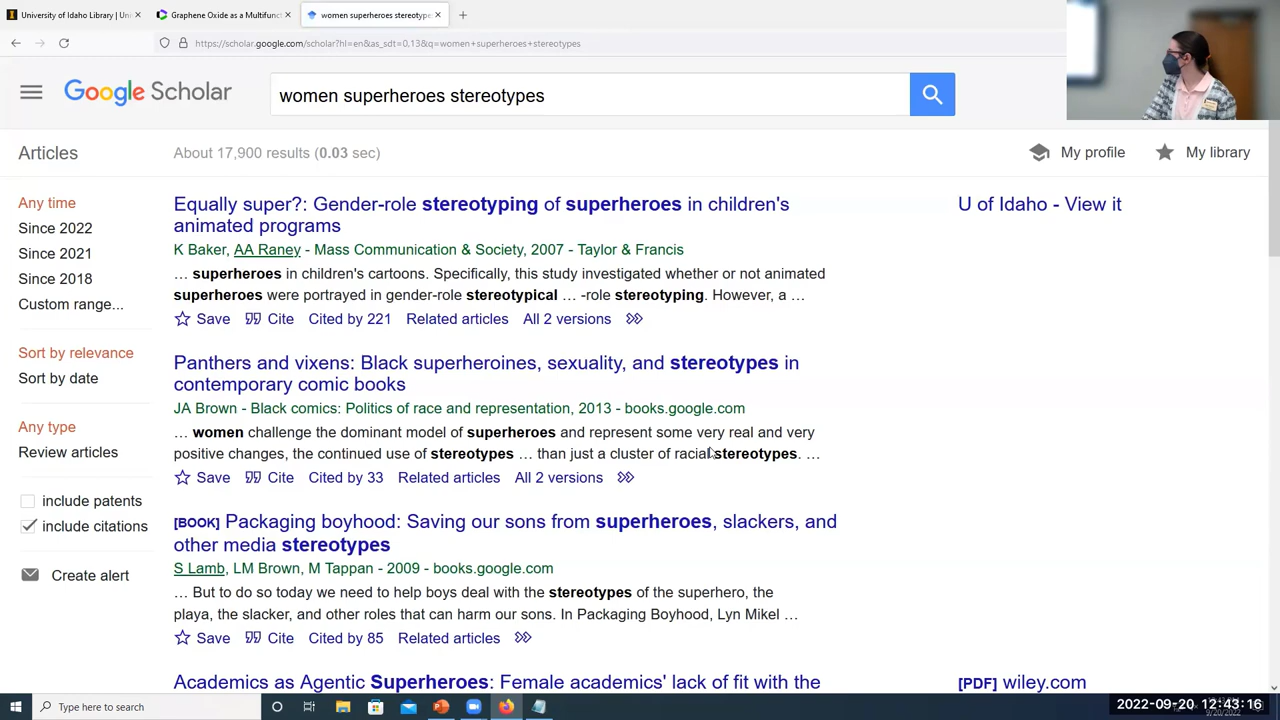 University of Idaho Library | Uni
Graphene Oxide as a Multifunct
women superheroes stereotype
https://scholar.google.com/scholar?hl=en&as_sdt=0,13&q=women+superheroes+stereotypes
Google Scholar
women superheroes stereotypes
Articles
About 17,900 results (0.03 sec)
My profile
My library
Any time
Since 2022
Since 2021
Since 2018
Custom range...
Sort by relevance
Sort by date
Any type
Review articles
include patents
include citations
Create alert
Equally super?: Gender-role stereotyping of superheroes in children's
animated programs
U of Idaho - View it
K Baker, AA Raney - Mass Communication & Society, 2007 - Taylor & Francis
... superheroes in children's cartoons. Specifically, this study investigated whether or not animated
superheroes were portrayed in gender-role stereotypical ... -role stereotyping. However, a ...
Save Cite Cited by 221 Related articles All 2 versions
Panthers and vixens: Black superheroines, sexuality, and stereotypes in
contemporary comic books
JA Brown - Black comics: Politics of race and representation, 2013 - books.google.com
... women challenge the dominant model of superheroes and represent some very real and very
positive changes, the continued use of stereotypes ... than just a cluster of racial stereotypes. ...
Save Cite Cited by 33 Related articles All 2 versions
[BOOK] Packaging boyhood: Saving our sons from superheroes, slackers, and
other media stereotypes
S Lamb, LM Brown, M Tappan - 2009 - books.google.com
... But to do so today we need to help boys deal with the stereotypes of the superhero, the
playa, the slacker, and other roles that can harm our sons. In Packaging Boyhood, Lyn Mikel ...
Save Cite Cited by 85 Related articles
Academics as Agentic Superheroes: Female academics' lack of fit with the
[PDF] wiley.com
Type here to search
2022-09-20 12:43:16